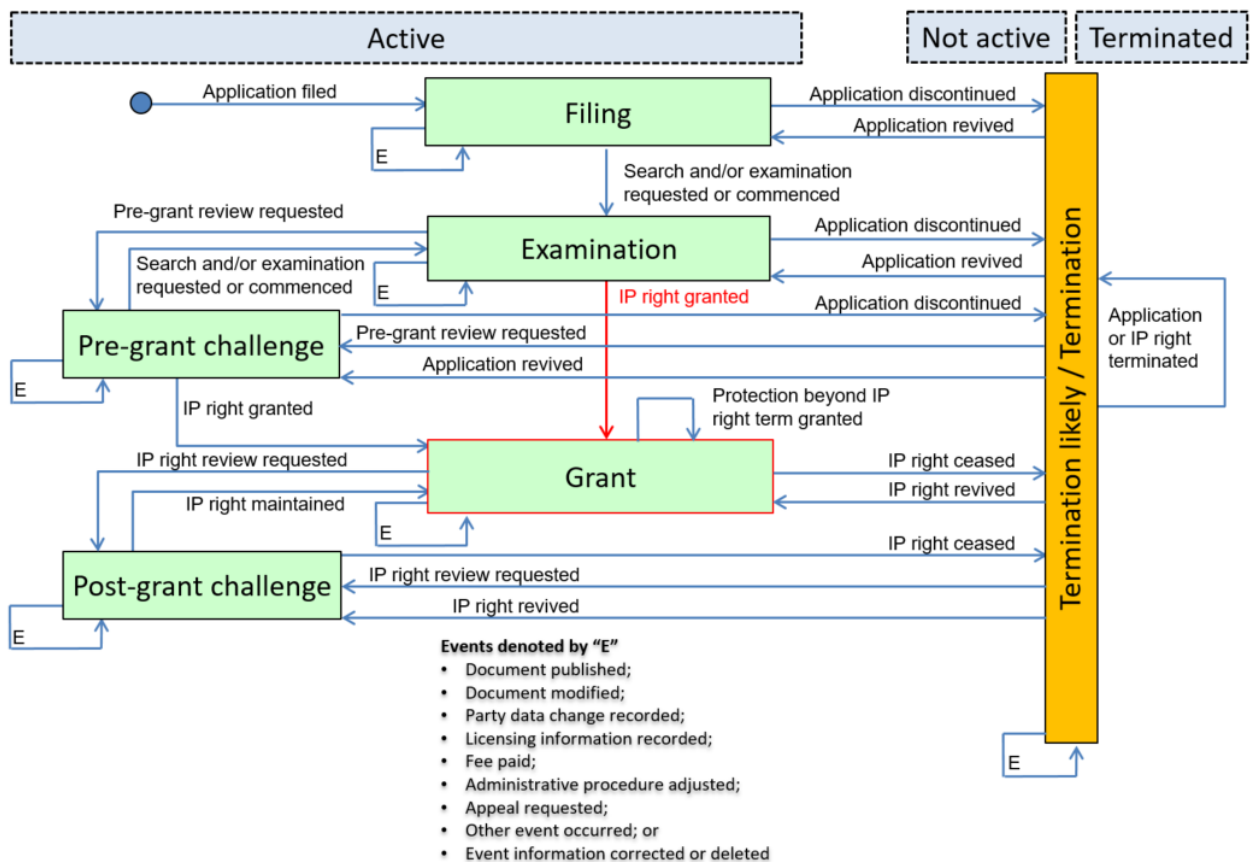 Active
Not active
Terminated
Application filed
Filing
Application discontinued
Application revived
E
Search and/or examination
requested or commenced
Pre-grant review requested
Examination
Application discontinued
Application revived
Search and/or examination
requested or commenced
E
IP right granted
Application discontinued
Pre-grant challenge
Pre-grant review requested
Application revived
E
Application
or IP right
terminated
Termination likely / Termination
IP right granted
Protection beyond IP
right term granted
IP right review requested
Grant
IP right ceased
IP right revived
IP right maintained
E
Post-grant challenge
IP right ceased
IP right review requested
IP right revived
E
Events denoted by “E”
• Document published;
• Document modified;
• Party data change recorded;
• Licensing information recorded;
• Fee paid;
• Administrative procedure adjusted;
• Appeal requested;
• Other event occurred; or
• Event information corrected or deleted
E